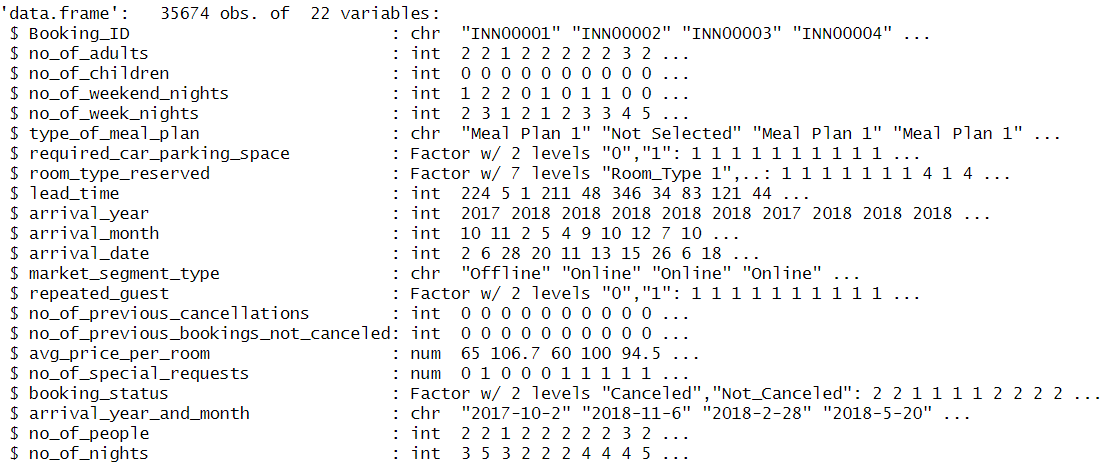 'data.frame':   35674 obs. of  22 variables:
 $ Booking_ID                          : chr  "INN00001" "INN00002" "INN00003" "INN00004" ...
 $ no_of_adults                        : int  2 2 1 2 2 2 2 2 3 2 ...
 $ no_of_children                      : int  0 0 0 0 0 0 0 0 0 0 ...
 $ no_of_weekend_nights                : int  1 2 2 0 1 0 1 1 0 0 ...
 $ no_of_week_nights                   : int  2 3 1 2 1 2 3 3 4 5 ...
 $ type_of_meal_plan                   : chr  "Meal Plan 1" "Not Selected" "Meal Plan 1" "Meal Plan 1" ...
 $ required_car_parking_space          : Factor w/ 2 levels "0","1": 1 1 1 1 1 1 1 1 1 1 ...
 $ room_type_reserved                  : Factor w/ 7 levels "Room_Type 1",..: 1 1 1 1 1 1 1 4 1 4 ...
 $ lead_time                           : int  224 5 1 211 48 346 34 83 121 44 ...
 $ arrival_year                        : int  2017 2018 2018 2018 2018 2018 2017 2018 2018 2018 ...
 $ arrival_month                       : int  10 11 2 5 4 9 10 12 7 10 ...
 $ arrival_date                        : int  2 6 28 20 11 13 15 26 6 18 ...
 $ market_segment_type                 : chr  "Offline" "Online" "Online" "Online" ...
 $ repeated_guest                      : Factor w/ 2 levels "0","1": 1 1 1 1 1 1 1 1 1 1 ...
 $ no_of_previous_cancellations        : int  0 0 0 0 0 0 0 0 0 0 ...
 $ no_of_previous_bookings_not_canceled: int  0 0 0 0 0 0 0 0 0 0 ...
 $ avg_price_per_room                  : num  65 106.7 60 100 94.5 ...
 $ no_of_special_requests              : num  0 1 0 0 0 1 1 1 1 1 ...
 $ booking_status                      : Factor w/ 2 levels "Canceled","Not_Canceled": 2 2 1 1 1 1 2 2 2 2 ...
 $ arrival_year_and_month              : chr  "2017-10-2" "2018-11-6" "2018-2-28" "2018-5-20" ...
 $ no_of_people                        : int  2 2 1 2 2 2 2 2 3 2 ...
 $ no_of_nights                        : int  3 5 3 2 2 2 4 4 4 5 ...